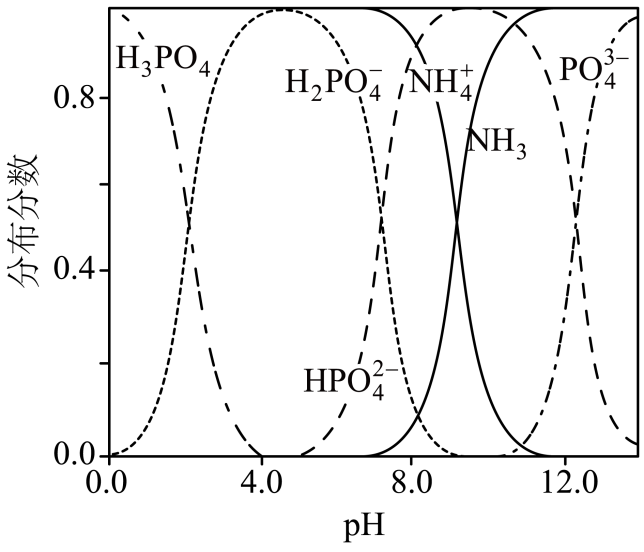 H₃PO₄
H₂PO₄⁻
NH₄⁺
PO₄³⁻
0.8
NH₃
分布分数
0.4
HPO₄²⁻
0.0
0.0 4.0 8.0 12.0
pH